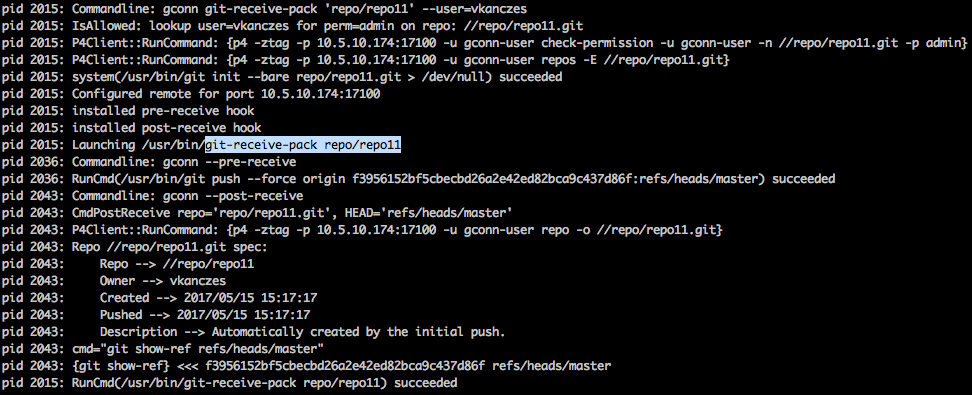 pid 2015: Commandline: gconn git-receive-pack 'repo/repo11' --user=vkanczes
pid 2015: IsAllowed: lookup user=vkanczes for perm=admin on repo: //repo/repo11.git
pid 2015: P4Client::RunCommand: {p4 -ztag -p 10.5.10.174:17100 -u gconn-user check-permission -u gconn-user -n //repo/repo11.git -p admin}
pid 2015: P4Client::RunCommand: {p4 -ztag -p 10.5.10.174:17100 -u gconn-user repos -E //repo/repo11.git}
pid 2015: system(/usr/bin/git init --bare repo/repo11.git > /dev/null) succeeded
pid 2015: Configured remote for port 10.5.10.174:17100
pid 2015: installed pre-receive hook
pid 2015: installed post-receive hook
pid 2015: Launching /usr/bin/git-receive-pack repo/repo11
pid 2036: Commandline: gconn --pre-receive
pid 2036: RunCmd(/usr/bin/git push --force origin f3956152bf5cbecbd26a2e42ed82bca9c437d86f:refs/heads/master) succeeded
pid 2043: Commandline: gconn --post-receive
pid 2043: CmdPostReceive repo='repo/repo11.git', HEAD='refs/heads/master'
pid 2043: P4Client::RunCommand: {p4 -ztag -p 10.5.10.174:17100 -u gconn-user repo -o //repo/repo11.git}
pid 2043: Repo //repo/repo11.git spec:
pid 2043:     Repo --> //repo/repo11
pid 2043:     Owner --> vkanczes
pid 2043:     Created --> 2017/05/15 15:17:17
pid 2043:     Pushed --> 2017/05/15 15:17:17
pid 2043:     Description --> Automatically created by the initial push.
pid 2043: cmd="git show-ref refs/heads/master"
pid 2043: {git show-ref} <<< f3956152bf5cbecbd26a2e42ed82bca9c437d86f refs/heads/master
pid 2015: RunCmd(/usr/bin/git-receive-pack repo/repo11) succeeded